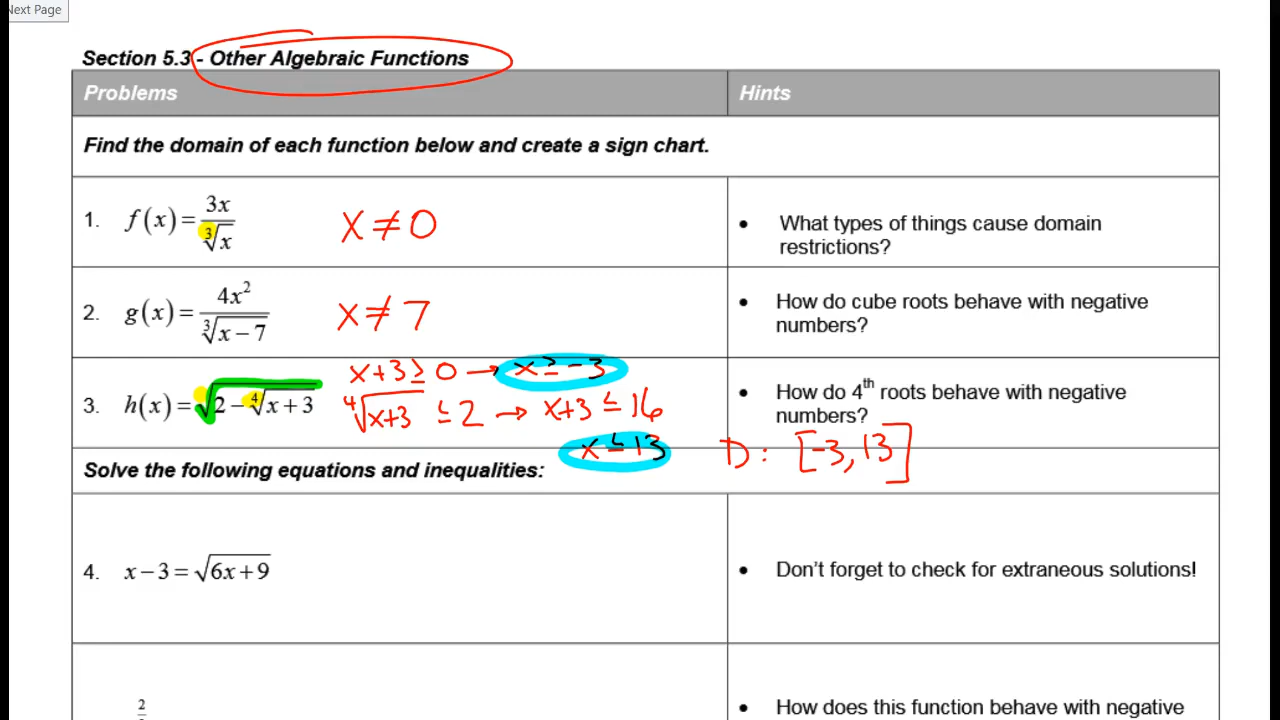 Next Page
Section 5.3 - Other Algebraic Functions
Problems
Hints
Find the domain of each function below and create a sign chart.
1. f(x) = 3x / ∛x
x ≠ 0
• What types of things cause domain
restrictions?
2. g(x) = 4x² / ∛(x − 7)
x ≠ 7
• How do cube roots behave with negative
numbers?
3. h(x) = √(2 − ∜(x + 3))
x+3 ≥ 0 → x ≥ -3
∜(x+3) ≤ 2 → x+3 ≤ 16
x ≤ 13
D: [-3, 13]
• How do 4th roots behave with negative
numbers?
Solve the following equations and inequalities:
4. x − 3 = √(6x + 9)
• Don't forget to check for extraneous solutions!
2
• How does this function behave with negative